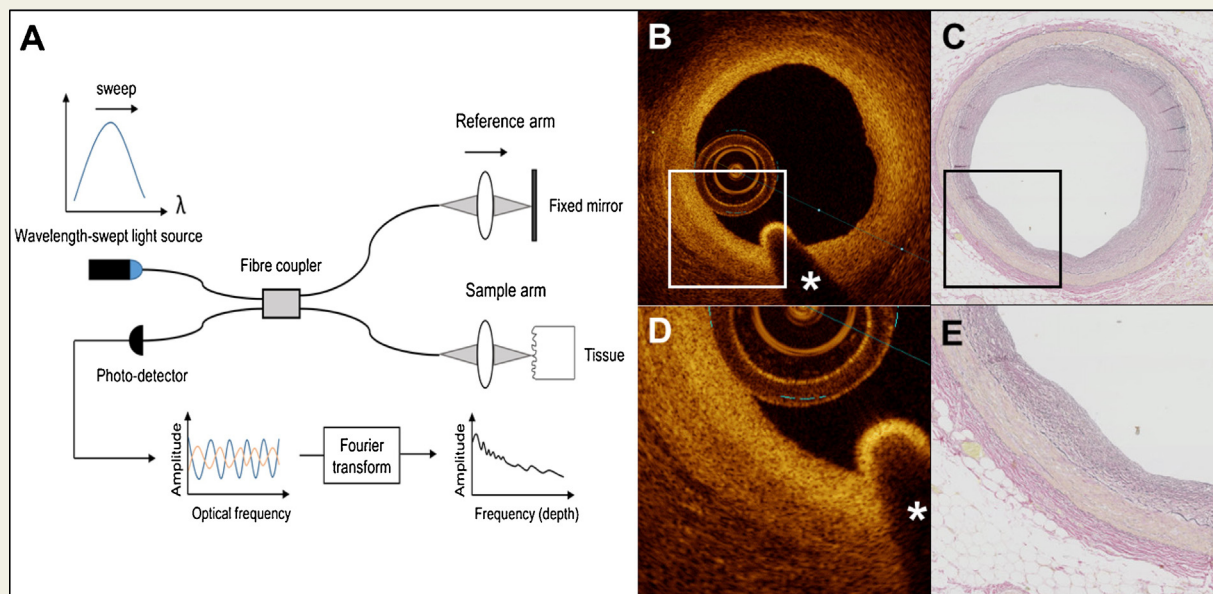 A
sweep
λ
Wavelength-swept light source
Reference arm
Fixed mirror
Fibre coupler
Sample arm
Tissue
Photo-detector
Amplitude
Optical frequency
Fourier
transform
Amplitude
Frequency (depth)
B
*
C
D
*
E